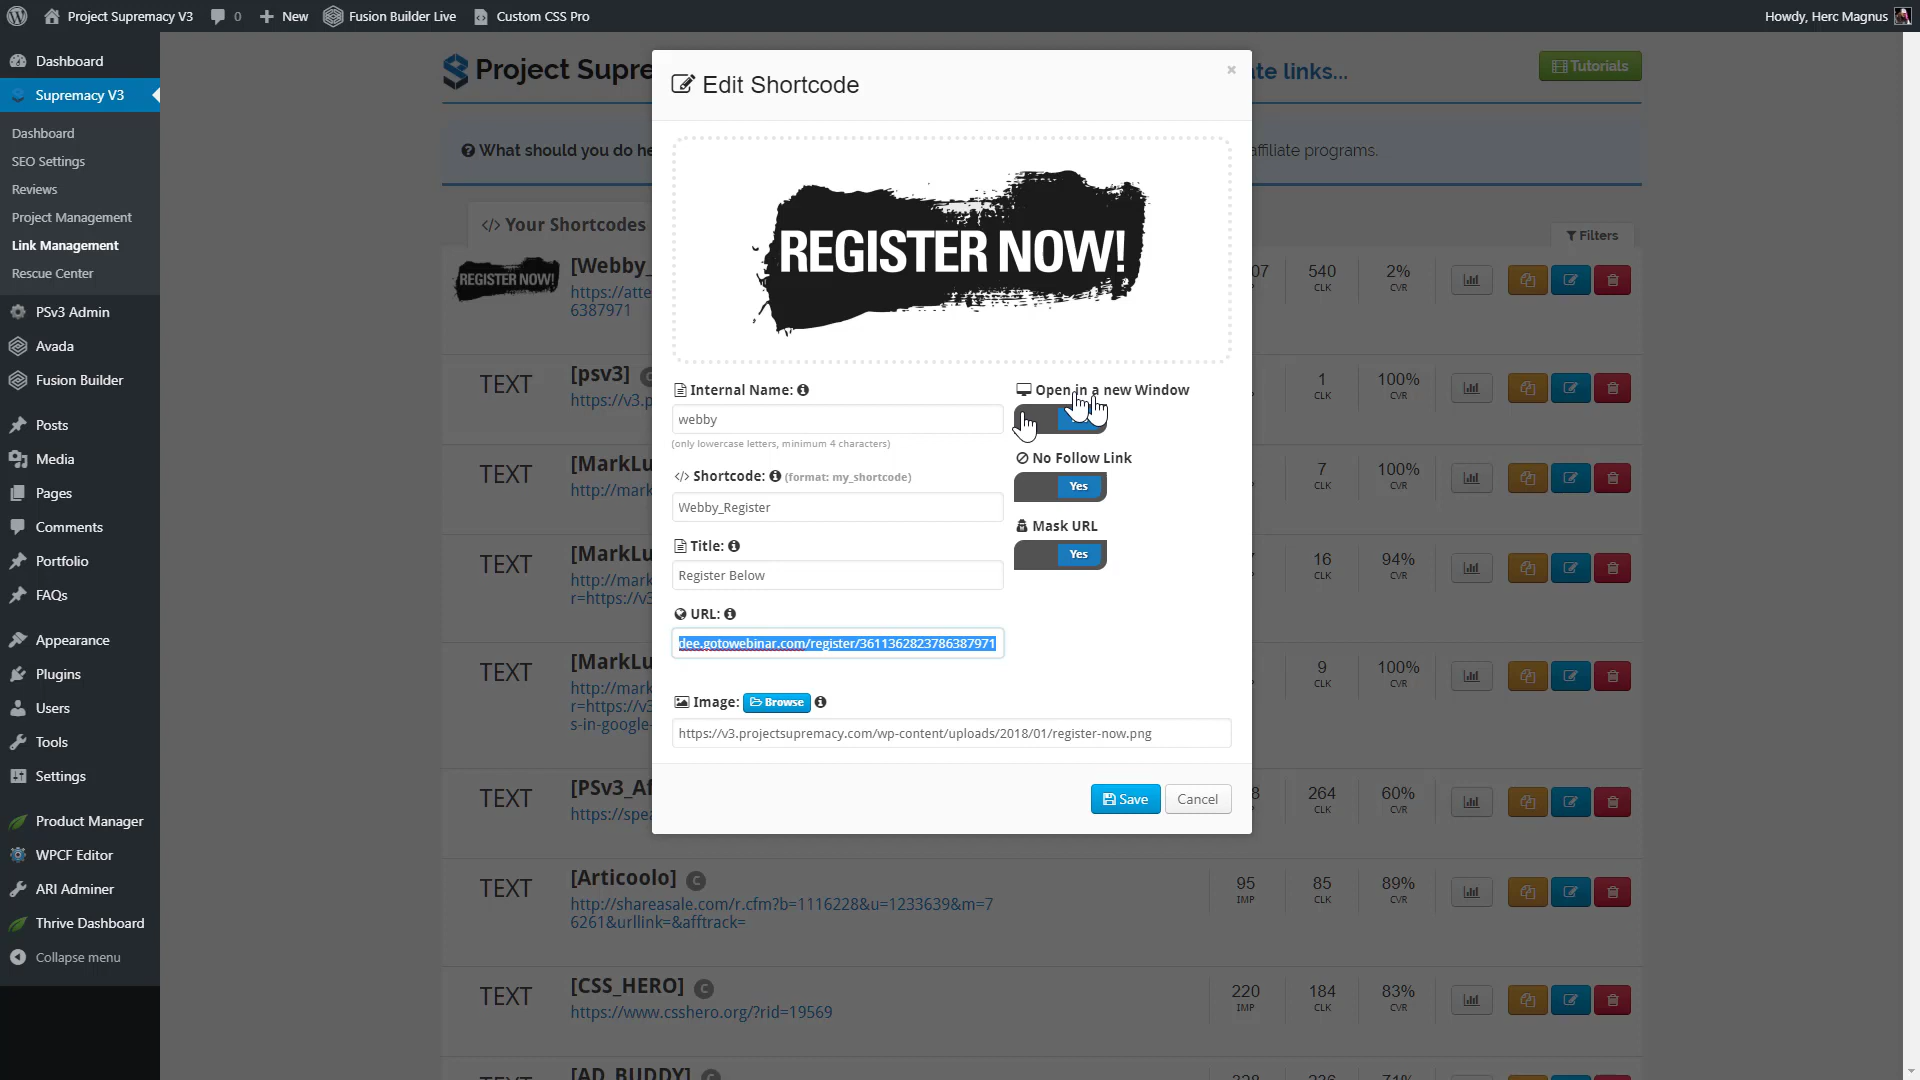 Project Supremacy V3
0
New
Fusion Builder Live
Custom CSS Pro
Howdy, Herc Magnus
Dashboard
Supremacy V3
Dashboard
SEO Settings
Reviews
Project Management
Link Management
Rescue Center
PSv3 Admin
Avada
Fusion Builder
Posts
Media
Pages
Comments
Portfolio
FAQs
Appearance
Plugins
Users
Tools
Settings
Product Manager
WPCF Editor
ARI Adminer
Thrive Dashboard
Collapse menu
Project Supre
te links...
Tutorials
What should you do he
affiliate programs.
</> Your Shortcodes
Filters
REGISTER NOW!
[Webby_
https://atte
6387971
07
IMP
540
CLK
2%
CVR
TEXT
[psv3]
https://v3.p
1
CLK
100%
CVR
TEXT
[MarkLu
http://mark
7
CLK
100%
CVR
TEXT
[MarkLu
http://mark
r=https://v3
16
CLK
94%
CVR
TEXT
[MarkLu
http://mark
r=https://v3
s-in-google-
9
CLK
100%
CVR
TEXT
[PSv3_Af
https://spea
8
264
CLK
60%
CVR
TEXT
[Articoolo] C
http://shareasale.com/r.cfm?b=1116228&u=1233639&m=7
6261&urllink=&afftrack=
95
IMP
85
CLK
89%
CVR
TEXT
[CSS_HERO] C
https://www.csshero.org/?rid=19569
220
IMP
184
CLK
83%
CVR
[AD_BUDDY] C
Edit Shortcode
×
REGISTER NOW!
Internal Name:
webby
(only lowercase letters, minimum 4 characters)
</> Shortcode: (format: my_shortcode)
Webby_Register
Title:
Register Below
URL:
dee.gotowebinar.com/register/3611362823786387971
Image: Browse
https://v3.projectsupremacy.com/wp-content/uploads/2018/01/register-now.png
Open in a new Window
No Follow Link
Yes
Mask URL
Yes
Save
Cancel